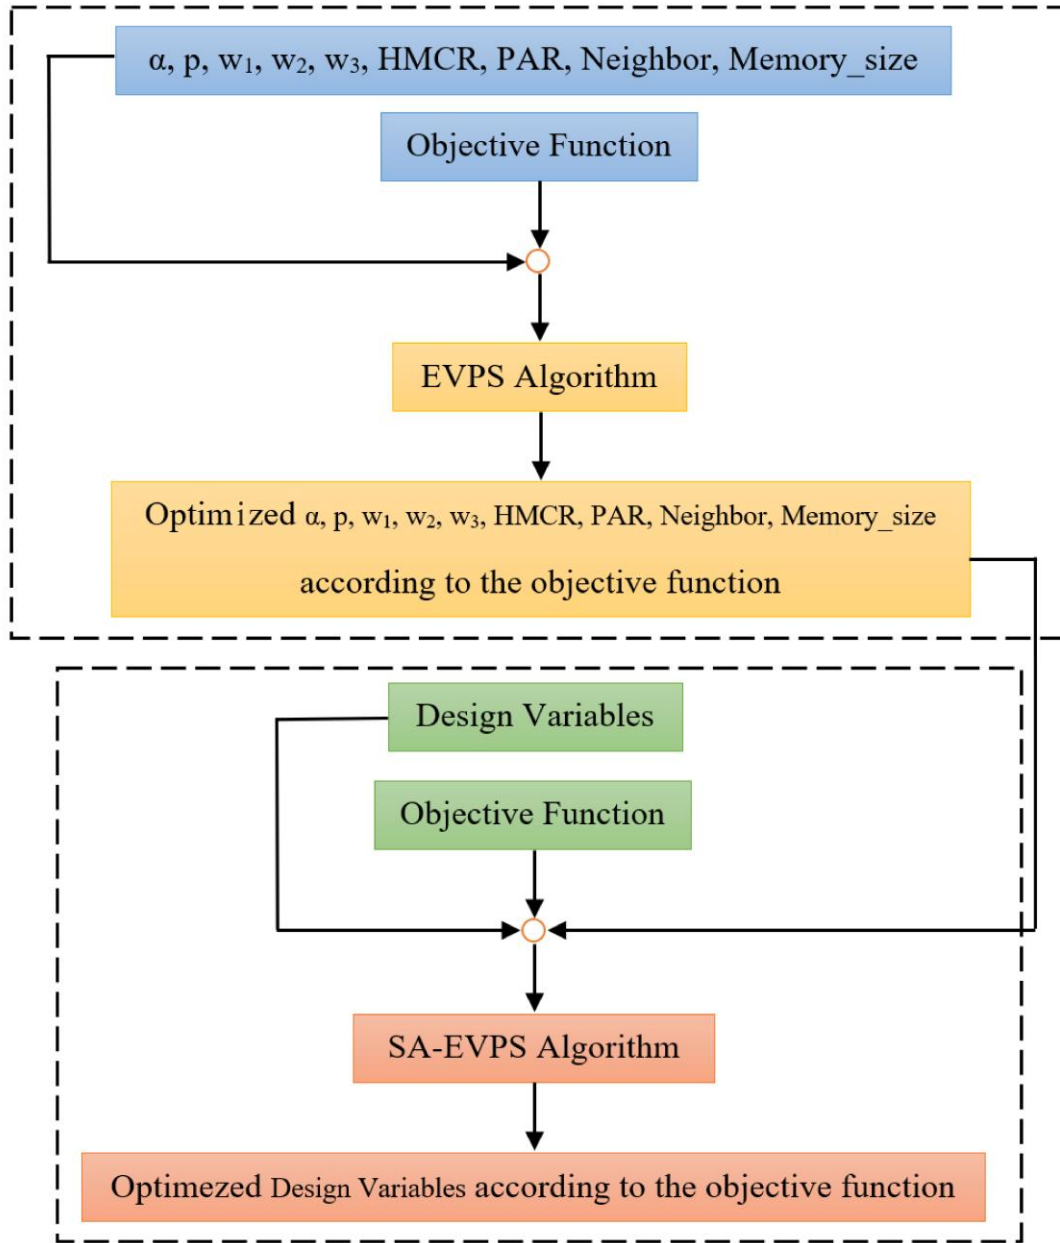 α, p, w₁, w₂, w₃, HMCR, PAR, Neighbor, Memory_size
Objective Function
EVPS Algorithm
Optimized α, p, w₁, w₂, w₃, HMCR, PAR, Neighbor, Memory_size
according to the objective function
Design Variables
Objective Function
SA-EVPS Algorithm
Optimezed Design Variables according to the objective function